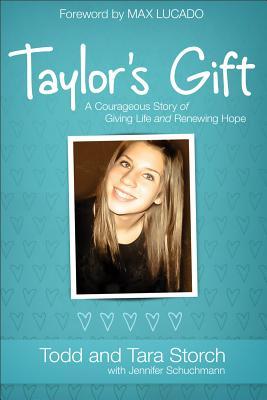 Foreword by MAX LUCADO
Taylor's Gift
A Courageous Story of
Giving Life and Renewing Hope
Todd and Tara Storch
with Jennifer Schuchmann